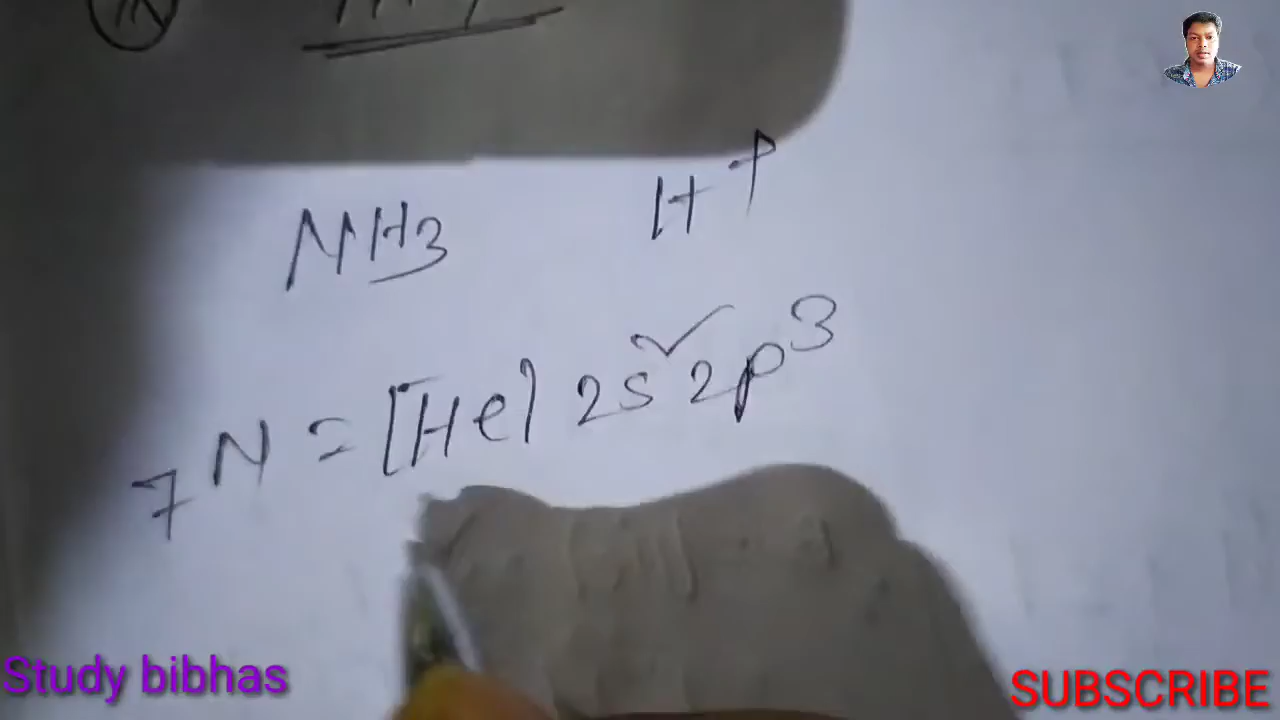 NH3 H+
7N = [He] 2s² 2p³
Study bibhas SUBSCRIBE